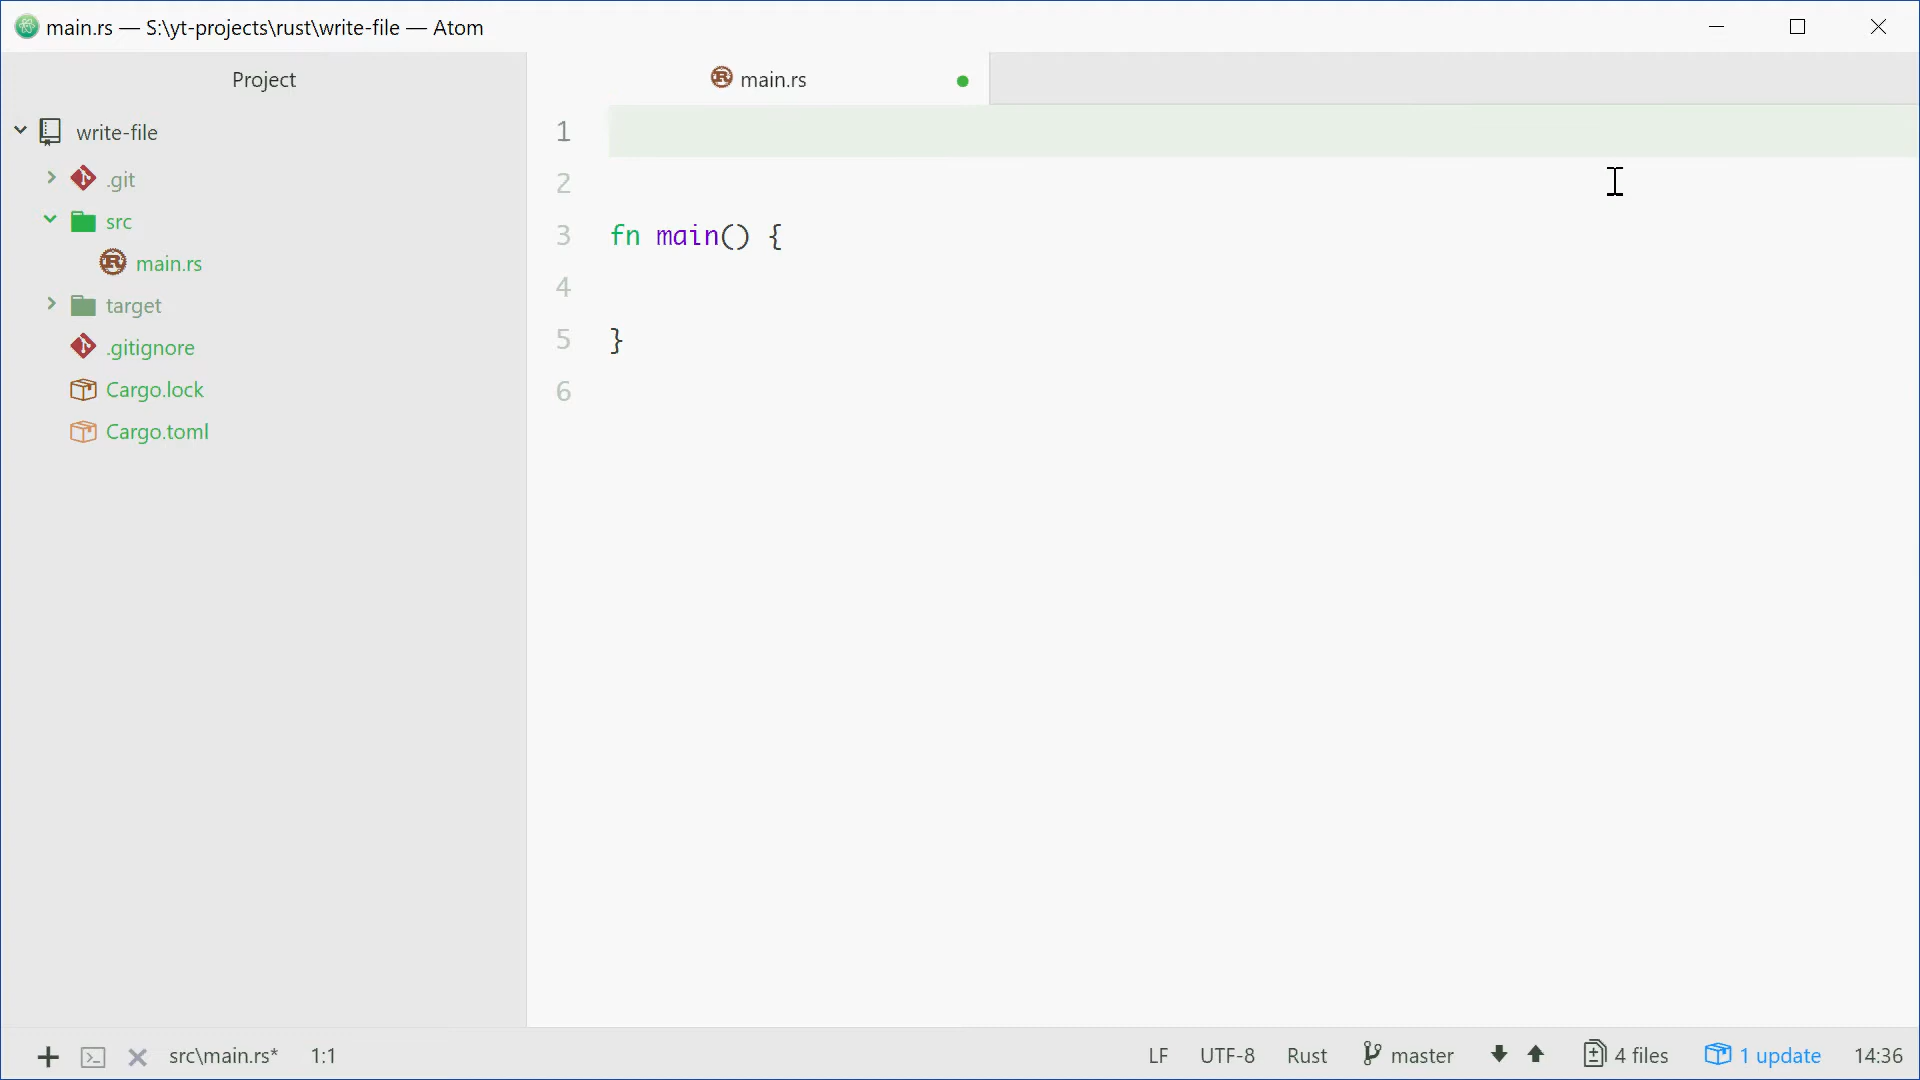 main.rs — S:\yt-projects\rust\write-file — Atom
Project
write-file
.git
src
main.rs
target
.gitignore
Cargo.lock
Cargo.toml
main.rs
1
2
3 fn main() {
4
5 }
6
src\main.rs* 1:1 LF UTF-8 Rust master 4 files 1 update 14:36